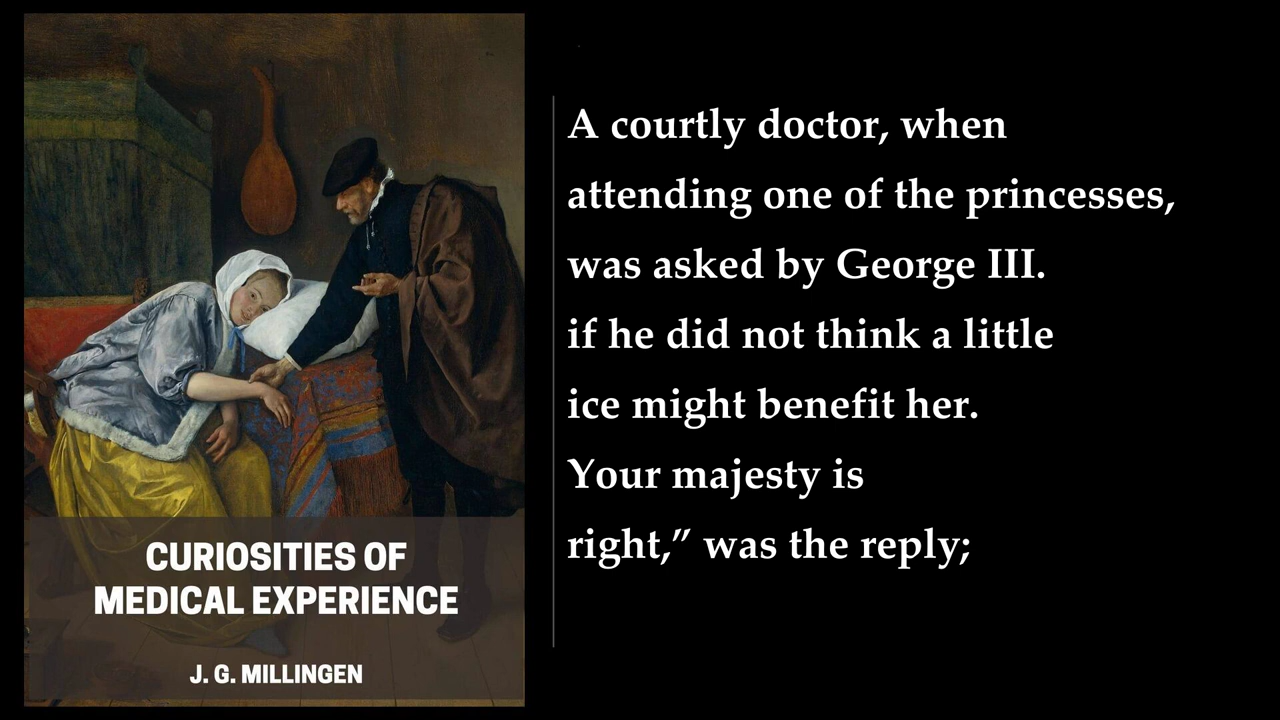 CURIOSITIES OF
MEDICAL EXPERIENCE
J. G. MILLINGEN
A courtly doctor, when
attending one of the princesses,
was asked by George III.
if he did not think a little
ice might benefit her.
Your majesty is
right,” was the reply;